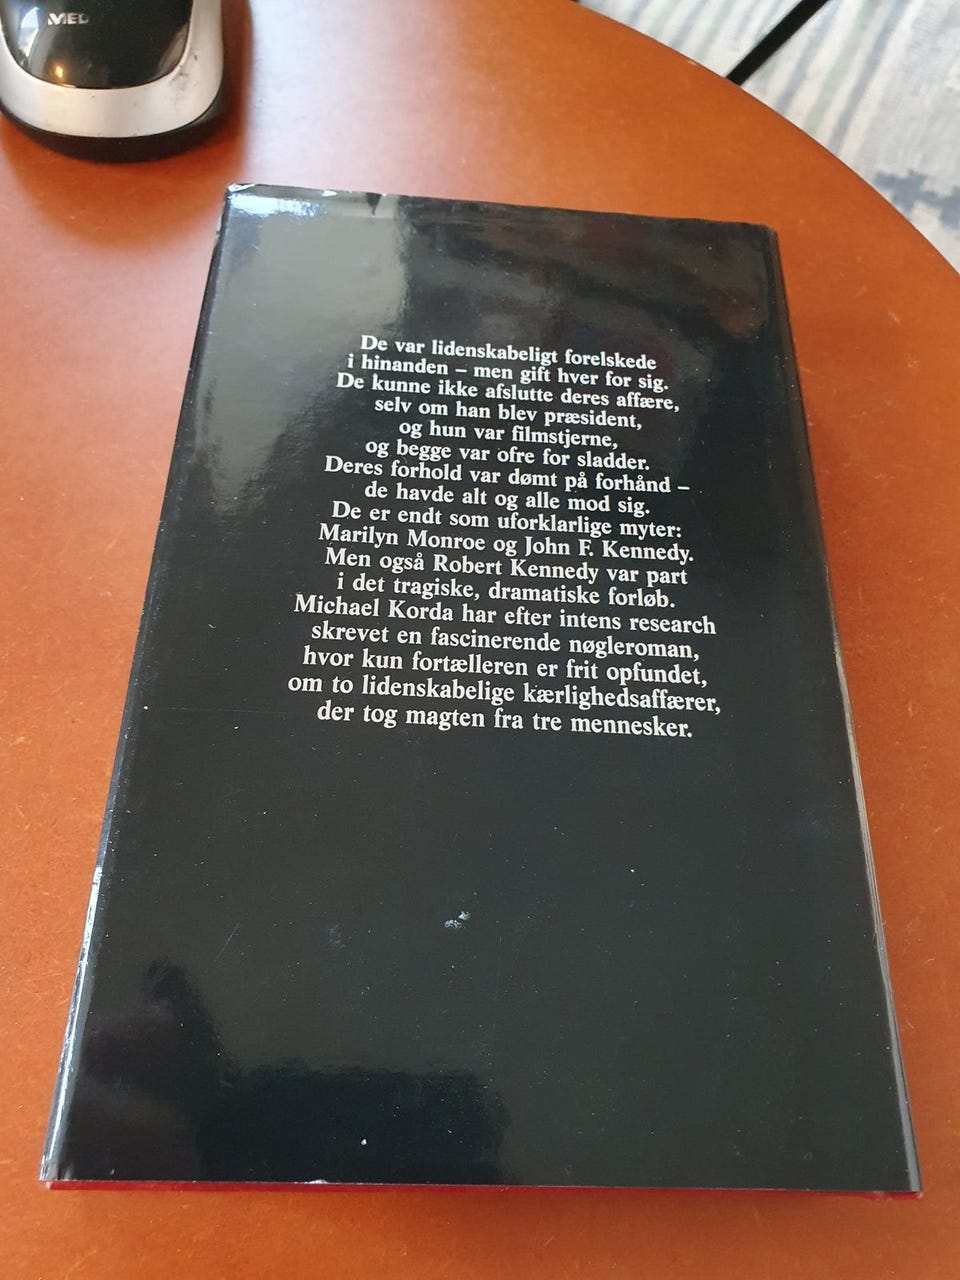 MED
De var lidenskabeligt forelskede
i hinanden – men gift hver for sig.
De kunne ikke afslutte deres affære,
selv om han blev præsident,
og hun var filmstjerne,
og begge var ofre for sladder.
Deres forhold var dømt på forhånd –
de havde alt og alle mod sig.
De er endt som uforklarlige myter:
Marilyn Monroe og John F. Kennedy.
Men også Robert Kennedy var part
i det tragiske, dramatiske forløb.
Michael Korda har efter intens research
skrevet en fascinerende nøgleroman,
hvor kun fortælleren er frit opfundet,
om to lidenskabelige kærlighedsaffærer,
der tog magten fra tre mennesker.